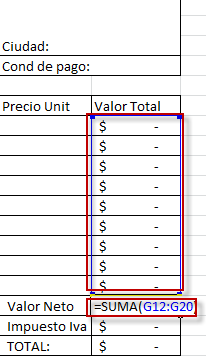 Ciudad:
Cond de pago:
Precio Unit Valor Total
$ -
$ -
$ -
$ -
$ -
$ -
$ -
$ -
$ -
Valor Neto =SUMA(G12:G20)
Impuesto Iva $ -
TOTAL: $ -